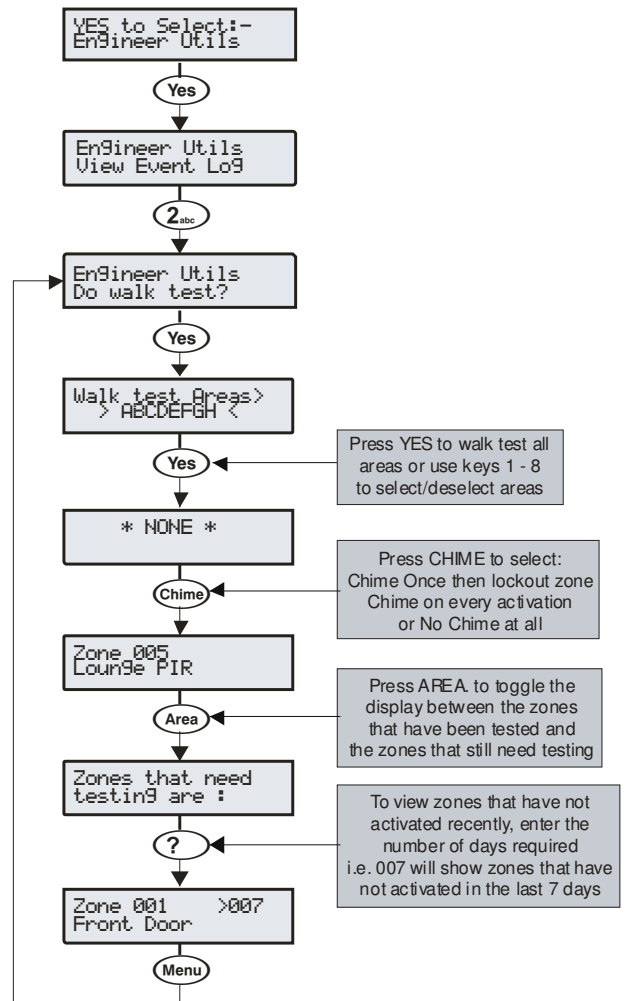 YES to Select:-
Engineer Utils
Yes
Engineer Utils
View Event Log
2abc
Engineer Utils
Do walk test?
Yes
Walk test Areas>
> ABCDEFGH <
Yes
Press YES to walk test all
areas or use keys 1 - 8
to select/deselect areas
* NONE *
Chime
Press CHIME to select:
Chime Once then lockout zone
Chime on every activation
or No Chime at all
Zone 005
Lounge PIR
Area
Press AREA. to toggle the
display between the zones
that have been tested and
the zones that still need testing
Zones that need
testing are :
?
To view zones that have not
activated recently, enter the
number of days required
i.e. 007 will show zones that have
not activated in the last 7 days
Zone 001 >007
Front Door
Menu